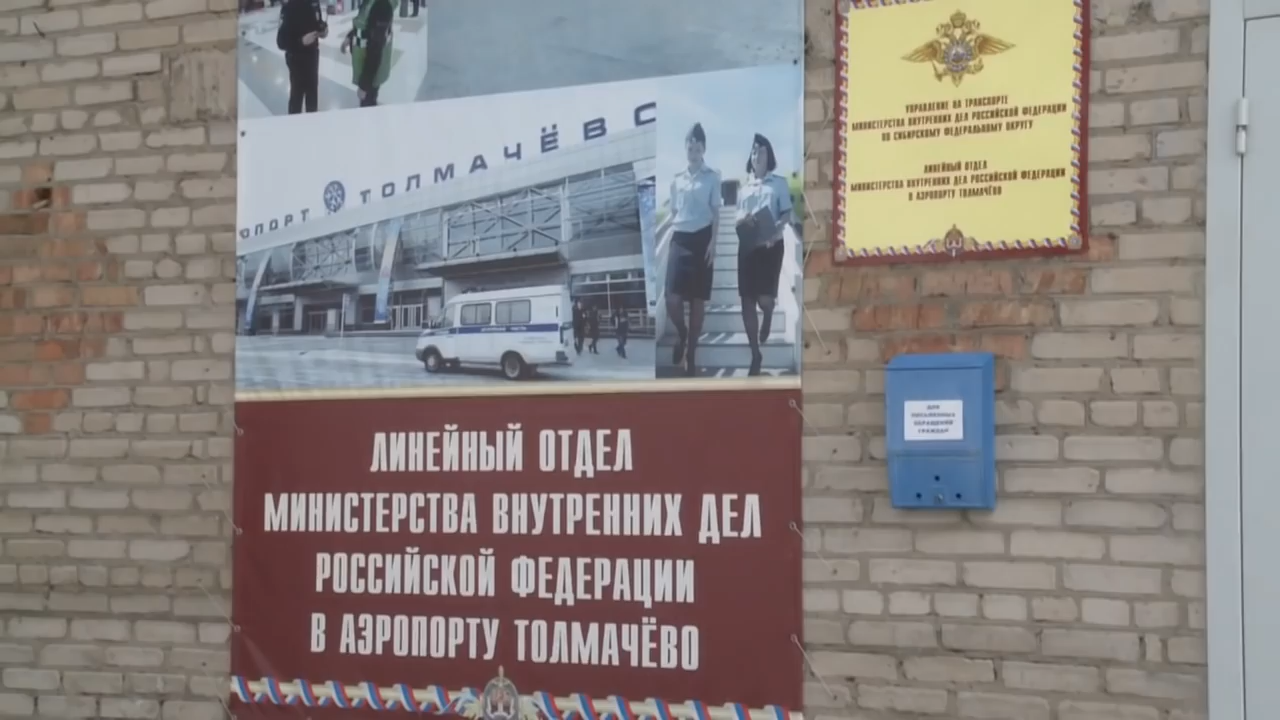 ОПОРТ ТОЛМАЧЁВО
ЛИНЕЙНЫЙ ОТДЕЛ
МИНИСТЕРСТВА ВНУТРЕННИХ ДЕЛ
РОССИЙСКОЙ ФЕДЕРАЦИИ
В АЭРОПОРТУ ТОЛМАЧЁВО
УПРАВЛЕНИЕ НА ТРАНСПОРТЕ
МИНИСТЕРСТВА ВНУТРЕННИХ ДЕЛ РОССИЙСКОЙ ФЕДЕРАЦИИ
ПО СИБИРСКОМУ ФЕДЕРАЛЬНОМУ ОКРУГУ
ЛИНЕЙНЫЙ ОТДЕЛ
МИНИСТЕРСТВА ВНУТРЕННИХ ДЕЛ РОССИЙСКОЙ ФЕДЕРАЦИИ
В АЭРОПОРТУ ТОЛМАЧЁВО
ДЛЯ
ПИСЬМЕННЫХ
ОБРАЩЕНИЙ
ГРАЖДАН